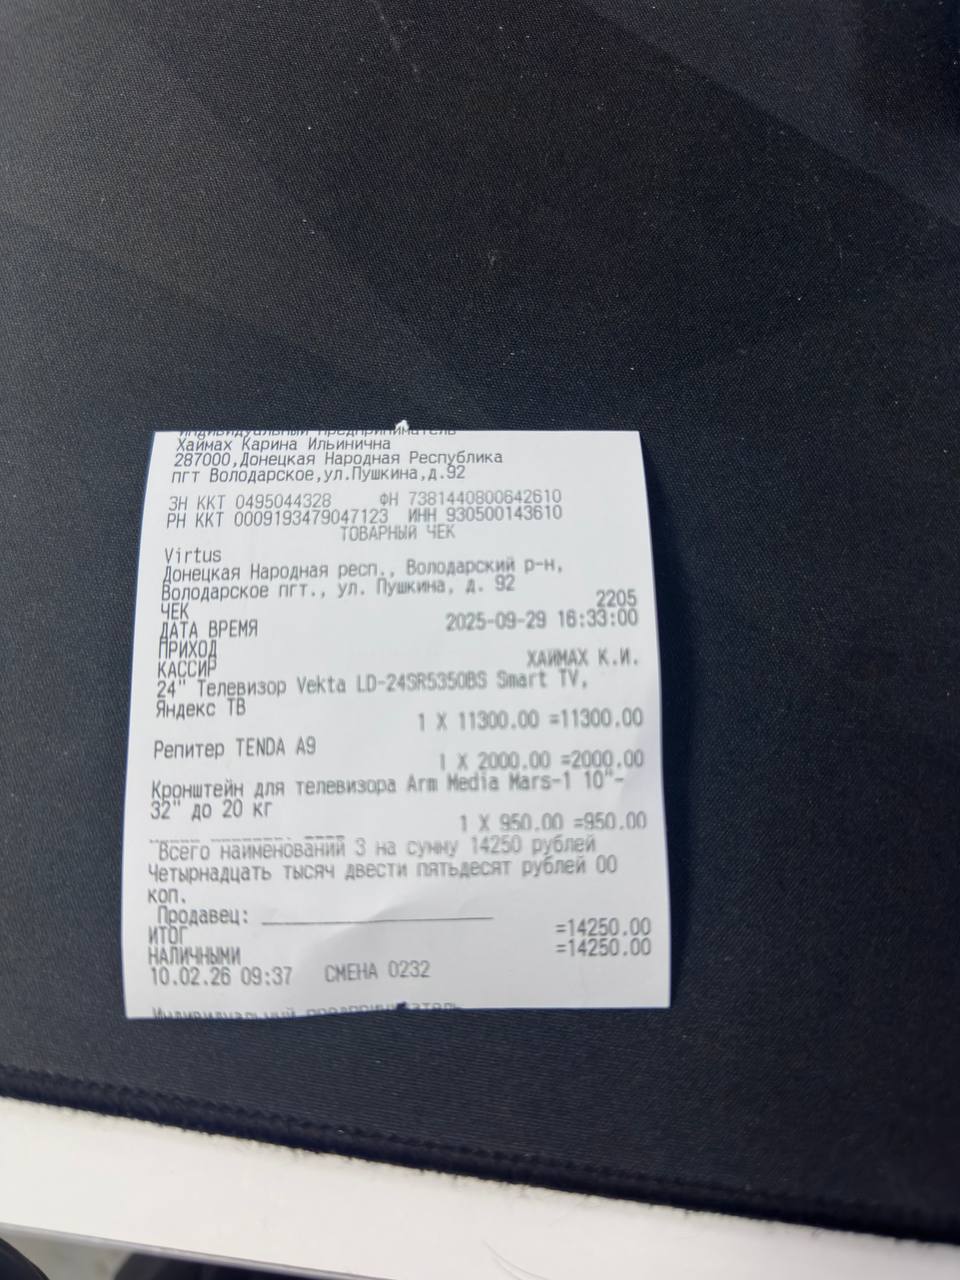 Индивидуальный предприниматель
Хаймах Карина Ильинична
287000,Донецкая Народная Республика
пгт Володарское,ул.Пушкина,д.92
ЗН ККТ 0495044328 ФН 7381440800642610
РН ККТ 0009193479047123 ИНН 930500143610
ТОВАРНЫЙ ЧЕК
Virtus
Донецкая Народная респ., Володарский р-н,
Володарское пгт., ул. Пушкина, д. 92
ЧЕК 2205
ДАТА ВРЕМЯ 2025-09-29 16:33:00
ПРИХОД
КАССИР ХАЙМАХ К.И.
24" Телевизор Vekta LD-24SR5350BS Smart TV,
Яндекс ТВ
1 X 11300.00 =11300.00
Репитер TENDA A9
1 X 2000.00 =2000.00
Кронштейн для телевизора Arm Media Mars-1 10"-
32" до 20 кг
1 X 950.00 =950.00
Всего наименований 3 на сумму 14250 рублей
Четырнадцать тысяч двести пятьдесят рублей 00
коп.
Продавец:
ИТОГ =14250.00
НАЛИЧНЫМИ =14250.00
10.02.26 09:37 СМЕНА 0232
Индивидуальный предприниматель